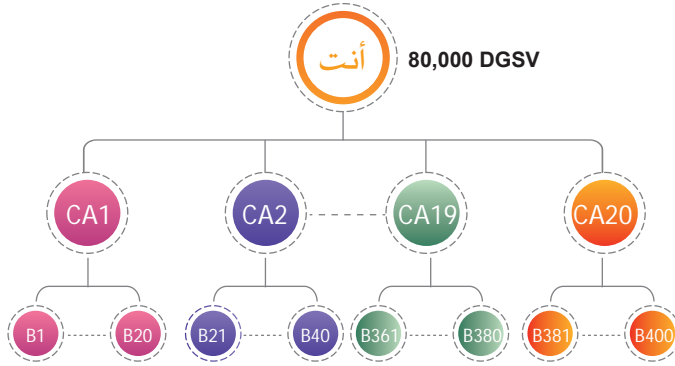 أنت
80,000 DGSV
CA1 CA2 CA19 CA20
B1 B20 B21 B40 B361 B380 B381 B400